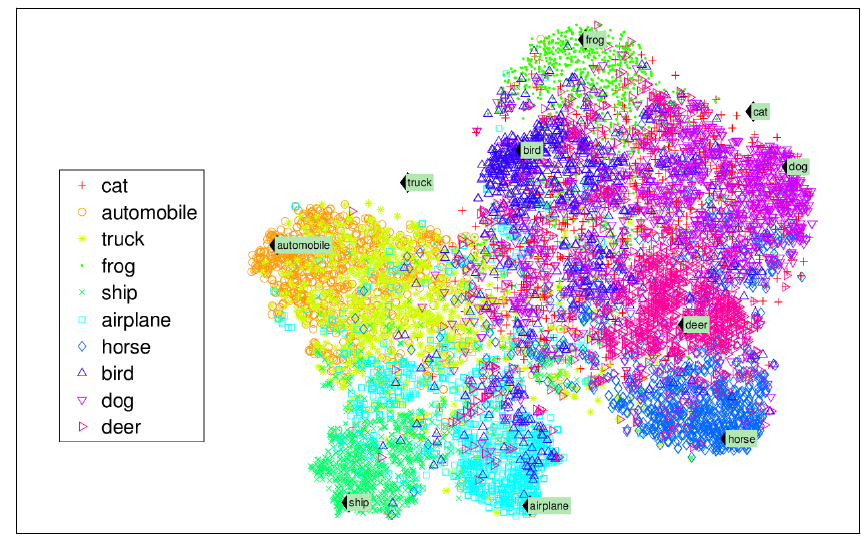 frog
cat
bird
dog
truck
cat
automobile
truck
frog
ship
airplane
horse
bird
dog
deer
automobile
deer
horse
ship
airplane